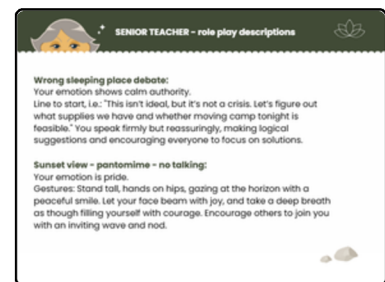 SENIOR TEACHER - role play descriptions
Wrong sleeping place debate:
Your emotion shows calm authority.
Line to start, i.e.: "This isn't ideal, but it's not a crisis. Let's figure out
what supplies we have and whether moving camp tonight is
feasible." You speak firmly but reassuringly, making logical
suggestions and encouraging everyone to focus on solutions.
Sunset view - pantomime - no talking:
Your emotion is pride.
Gestures: Stand tall, hands on hips, gazing at the horizon with a
peaceful smile. Let your face beam with joy, and take a deep breath
as though filling yourself with courage. Encourage others to join you
with an inviting wave and nod.